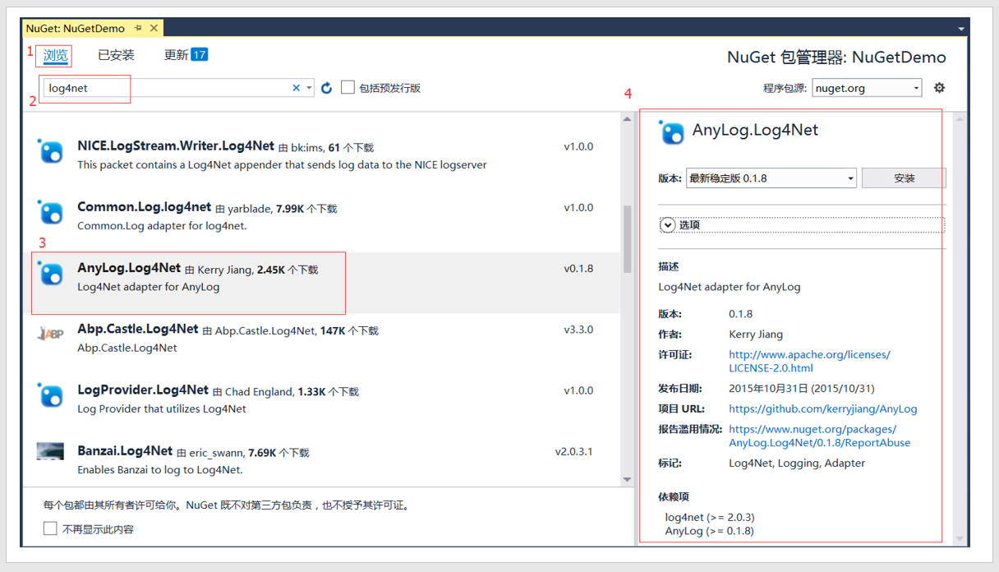 NuGet: NuGetDemo
1 浏览 已安装 更新 17
NuGet 包管理器: NuGetDemo
2 log4net 包括预发行版
程序包源: nuget.org
NICE.LogStream.Writer.Log4Net 由 bk:ims, 61 个下载 v1.0.0
This packet contains a Log4Net appender that sends log data to the NICE logserver
Common.Log.log4net 由 yarblade, 7.99K 个下载 v1.0.0
Common.Log adapter for log4net.
3
AnyLog.Log4Net 由 Kerry Jiang, 2.45K 个下载 v0.1.8
Log4Net adapter for AnyLog
Abp.Castle.Log4Net 由 Abp.Castle.Log4Net, 147K 个下载 v3.3.0
Abp.Castle.Log4Net
LogProvider.Log4Net 由 Chad England, 1.33K 个下载 v1.0.0
Log Provider that utilizes Log4Net
Banzai.Log4Net 由 eric_swann, 7.69K 个下载 v2.0.3.1
Enables Banzai to log to Log4Net.
每个包都由其所有者许可给你。NuGet 既不对第三方包负责，也不授予其许可证。
不再显示此内容
4
AnyLog.Log4Net
版本: 最新稳定版 0.1.8 安装
选项
描述
Log4Net adapter for AnyLog
版本: 0.1.8
作者: Kerry Jiang
许可证: http://www.apache.org/licenses/
LICENSE-2.0.html
发布日期: 2015年10月31日 (2015/10/31)
项目 URL: https://github.com/kerryjiang/AnyLog
报告滥用情况: https://www.nuget.org/packages/
AnyLog.Log4Net/0.1.8/ReportAbuse
标记: Log4Net, Logging, Adapter
依赖项
log4net (>= 2.0.3)
AnyLog (>= 0.1.8)
ABP